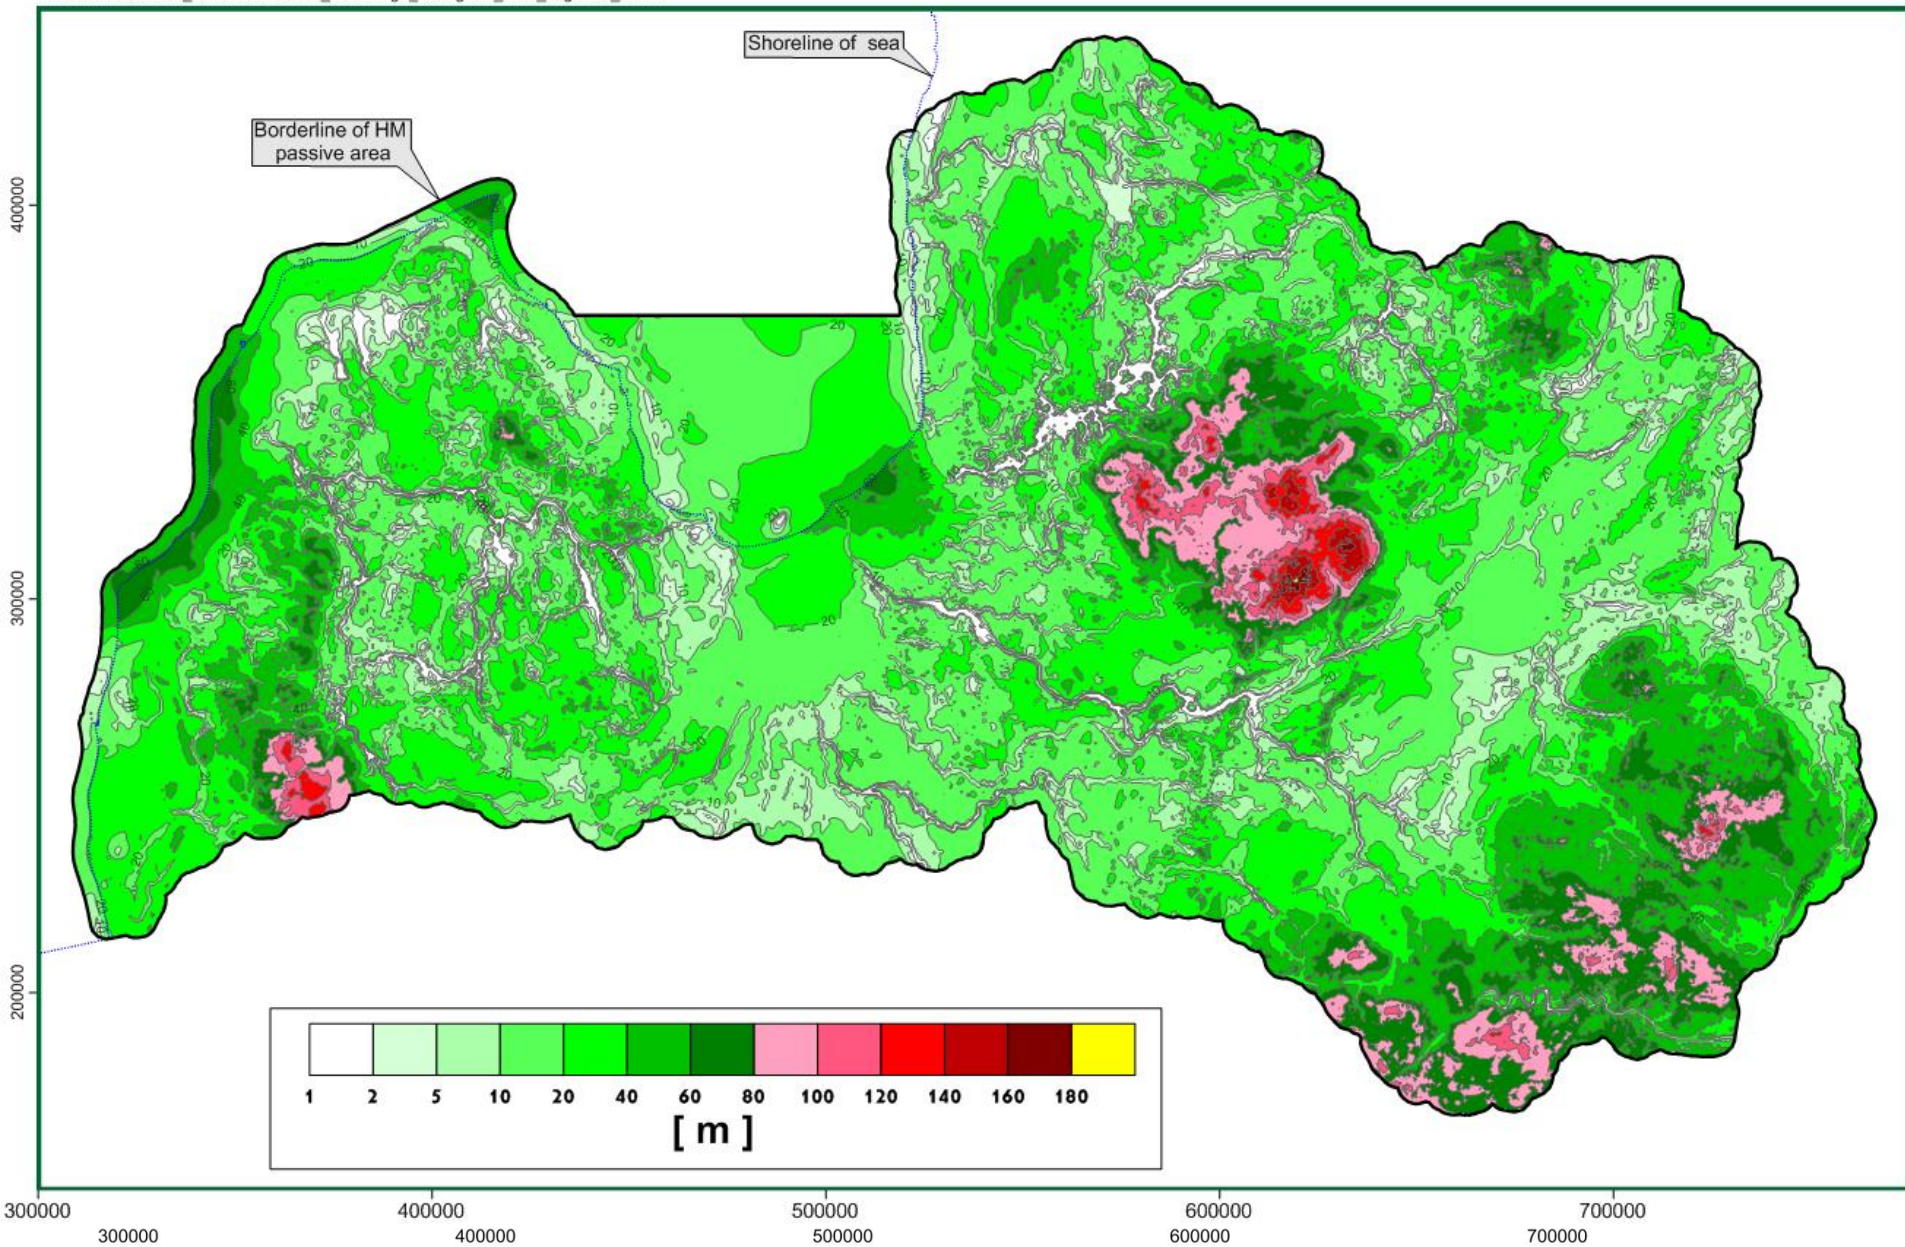 Shoreline of sea
Borderline of HM
passive area
400000
300000
200000
1 2 5 10 20 40 60 80 100 120 140 160 180
[ m ]
300000 400000 500000 600000 700000
300000 400000 500000 600000 700000